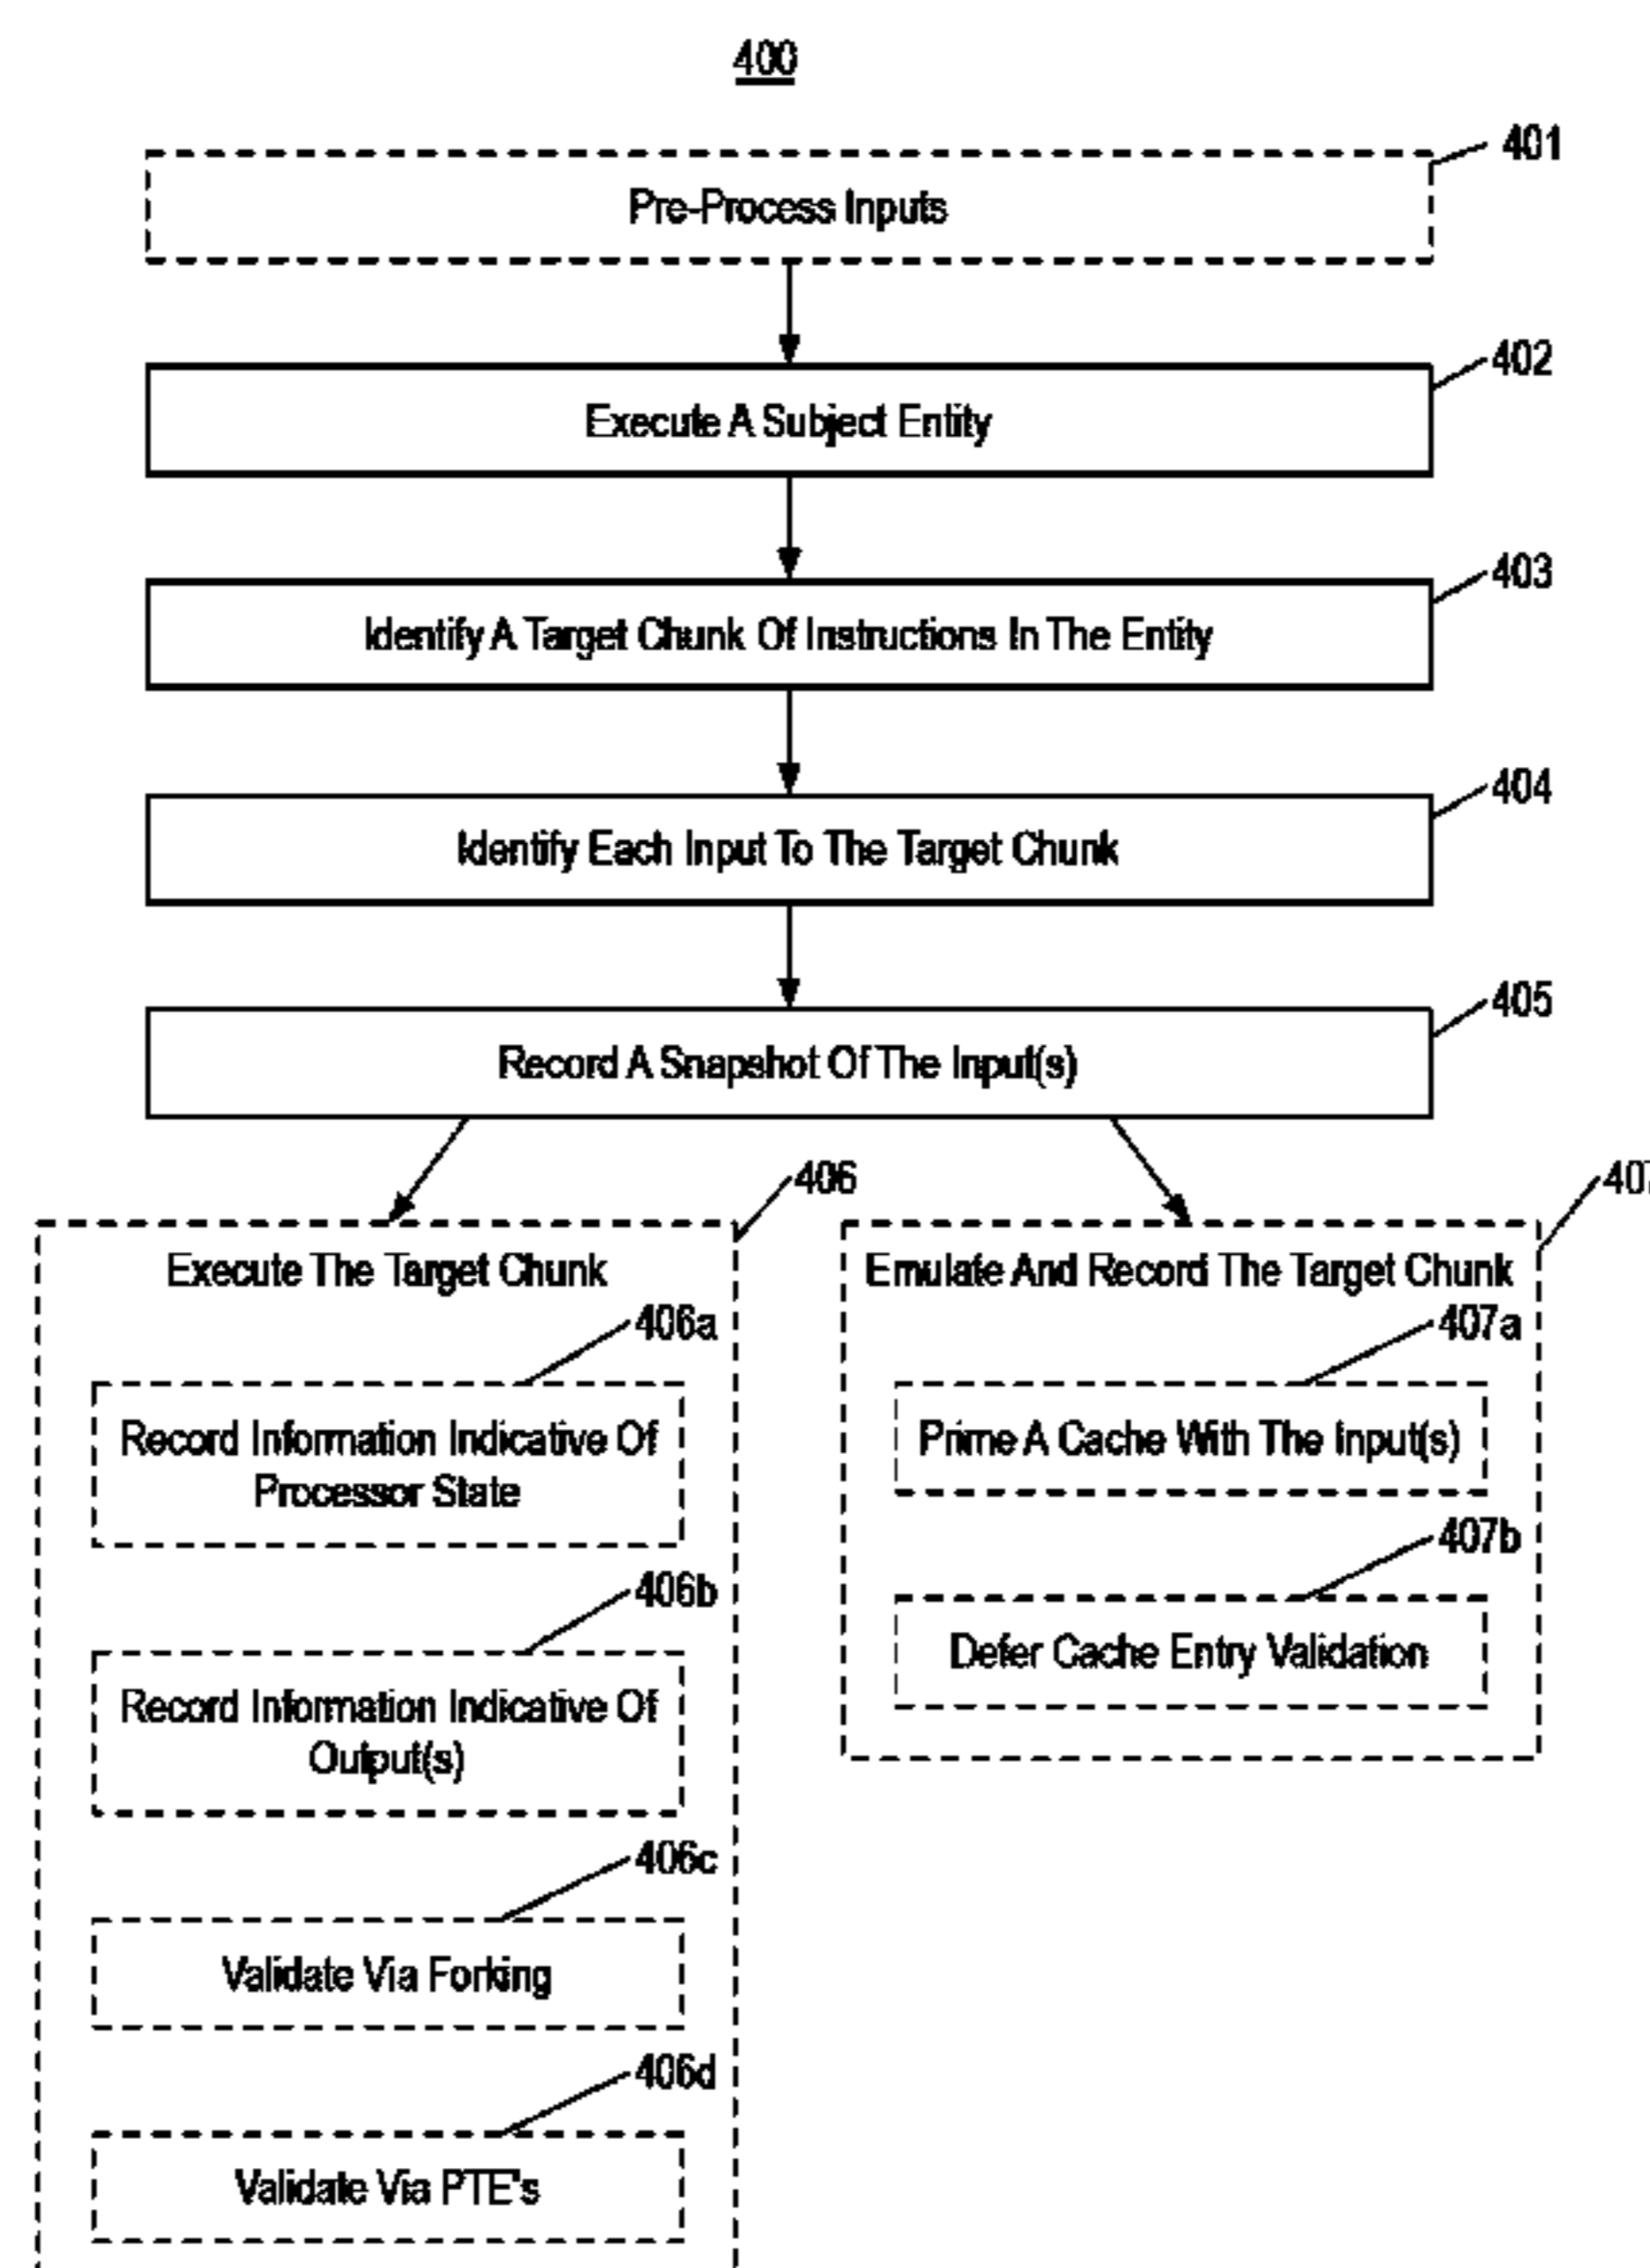 400
401
Pre-Process Inputs
402
Execute A Subject Entity
403
Identify A Target Chunk Of Instructions In The Entity
404
Identify Each Input To The Target Chunk
405
Record A Snapshot Of The Input(s)
406
Execute The Target Chunk
406a
Record Information Indicative Of
Processor State
406b
Record Information Indicative Of
Output(s)
406c
Validate Via Forking
406d
Validate Via PTE's
407
Emulate And Record The Target Chunk
407a
Prime A Cache With The Input(s)
407b
Defer Cache Entry Validation